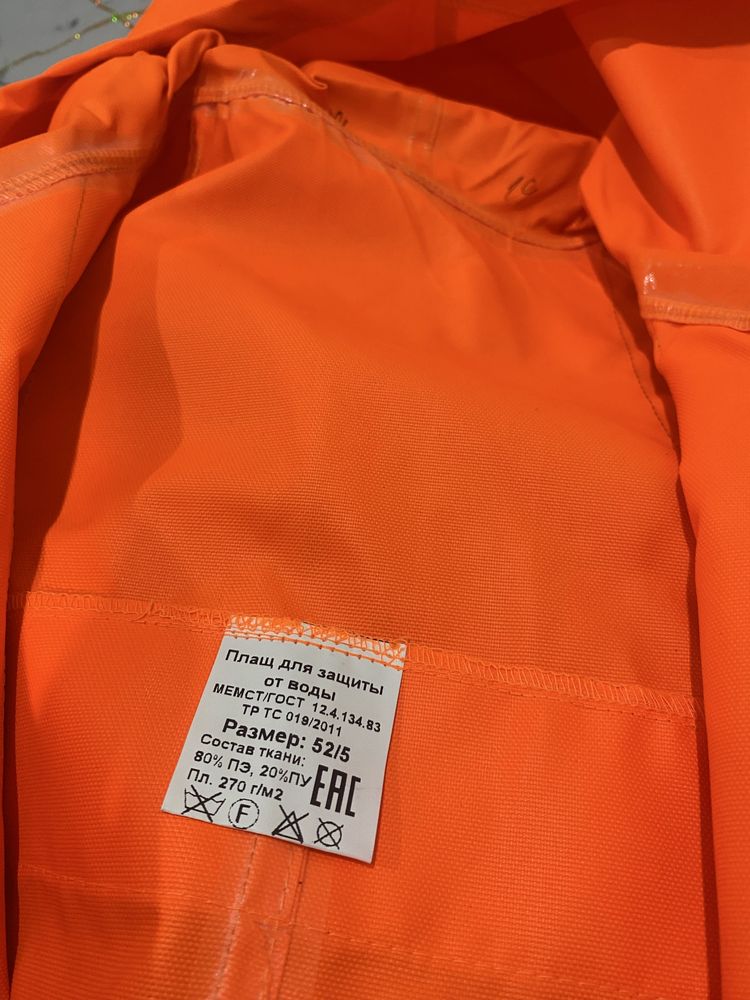 Плащ для защиты
от воды
МЕМСТ/ГОСТ 12.4.134.83
ТР ТС 019/2011
Размер: 52/5
Состав ткани:
80% ПЭ, 20%ПУ
Пл. 270 г/м2
ЕАС
F